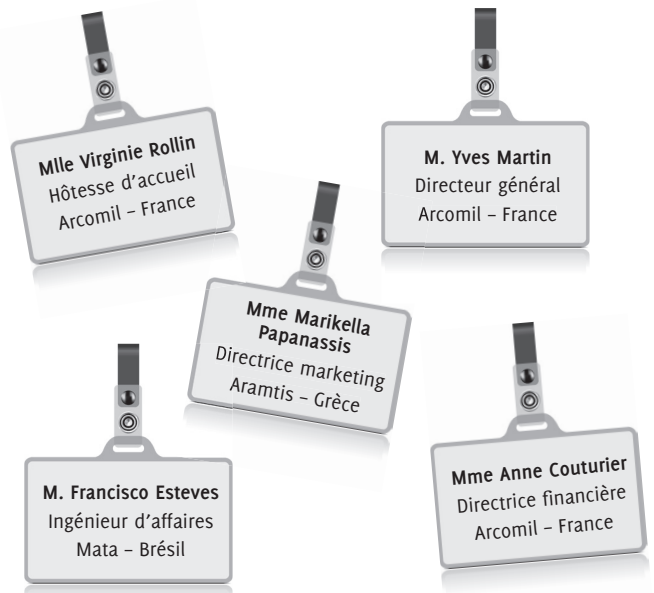 Mlle Virginie Rollin
Hôtesse d'accueil
Arcomil – France
M. Yves Martin
Directeur général
Arcomil – France
Mme Marikella
Papanassis
Directrice marketing
Aramtis – Grèce
M. Francisco Esteves
Ingénieur d'affaires
Mata – Brésil
Mme Anne Couturier
Directrice financière
Arcomil – France